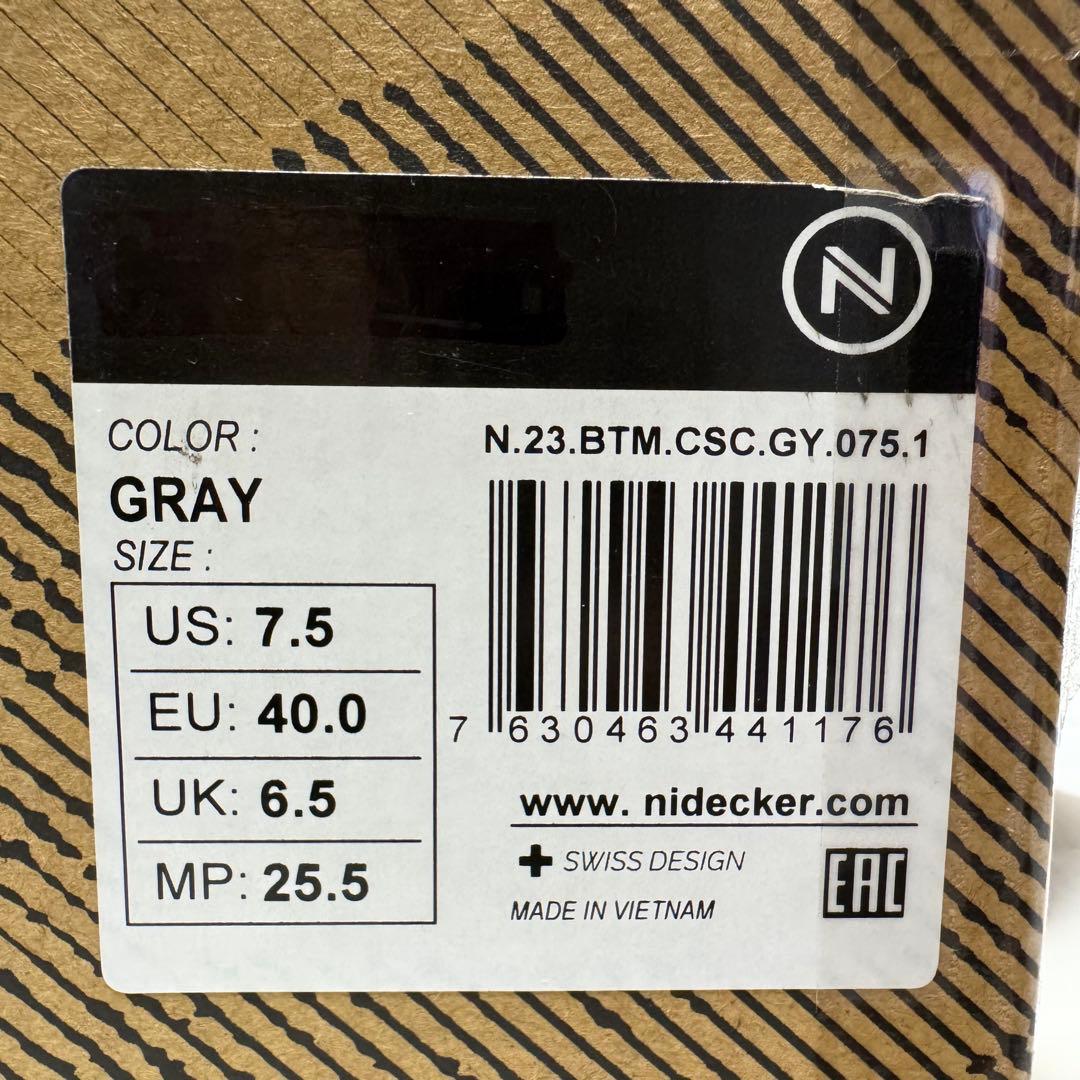 N
COLOR :
GRAY
SIZE :
US: 7.5
EU: 40.0
UK: 6.5
MP: 25.5
N.23.BTM.CSC.GY.075.1
7 630463 441176
www. nidecker.com
SWISS DESIGN
MADE IN VIETNAM
EAC